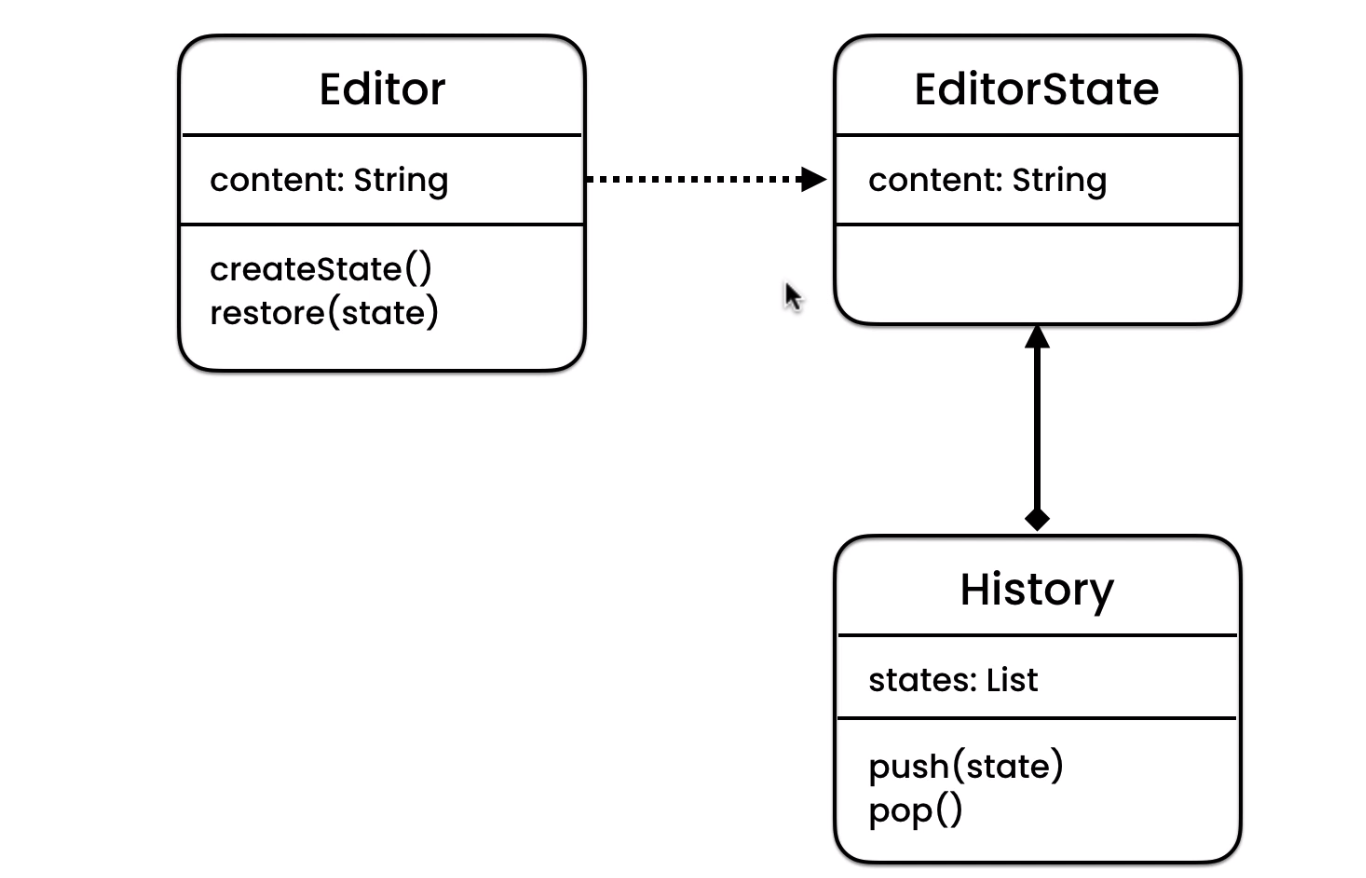 Editor
content: String
createState()
restore(state)
EditorState
content: String
History
states: List
push(state)
pop()